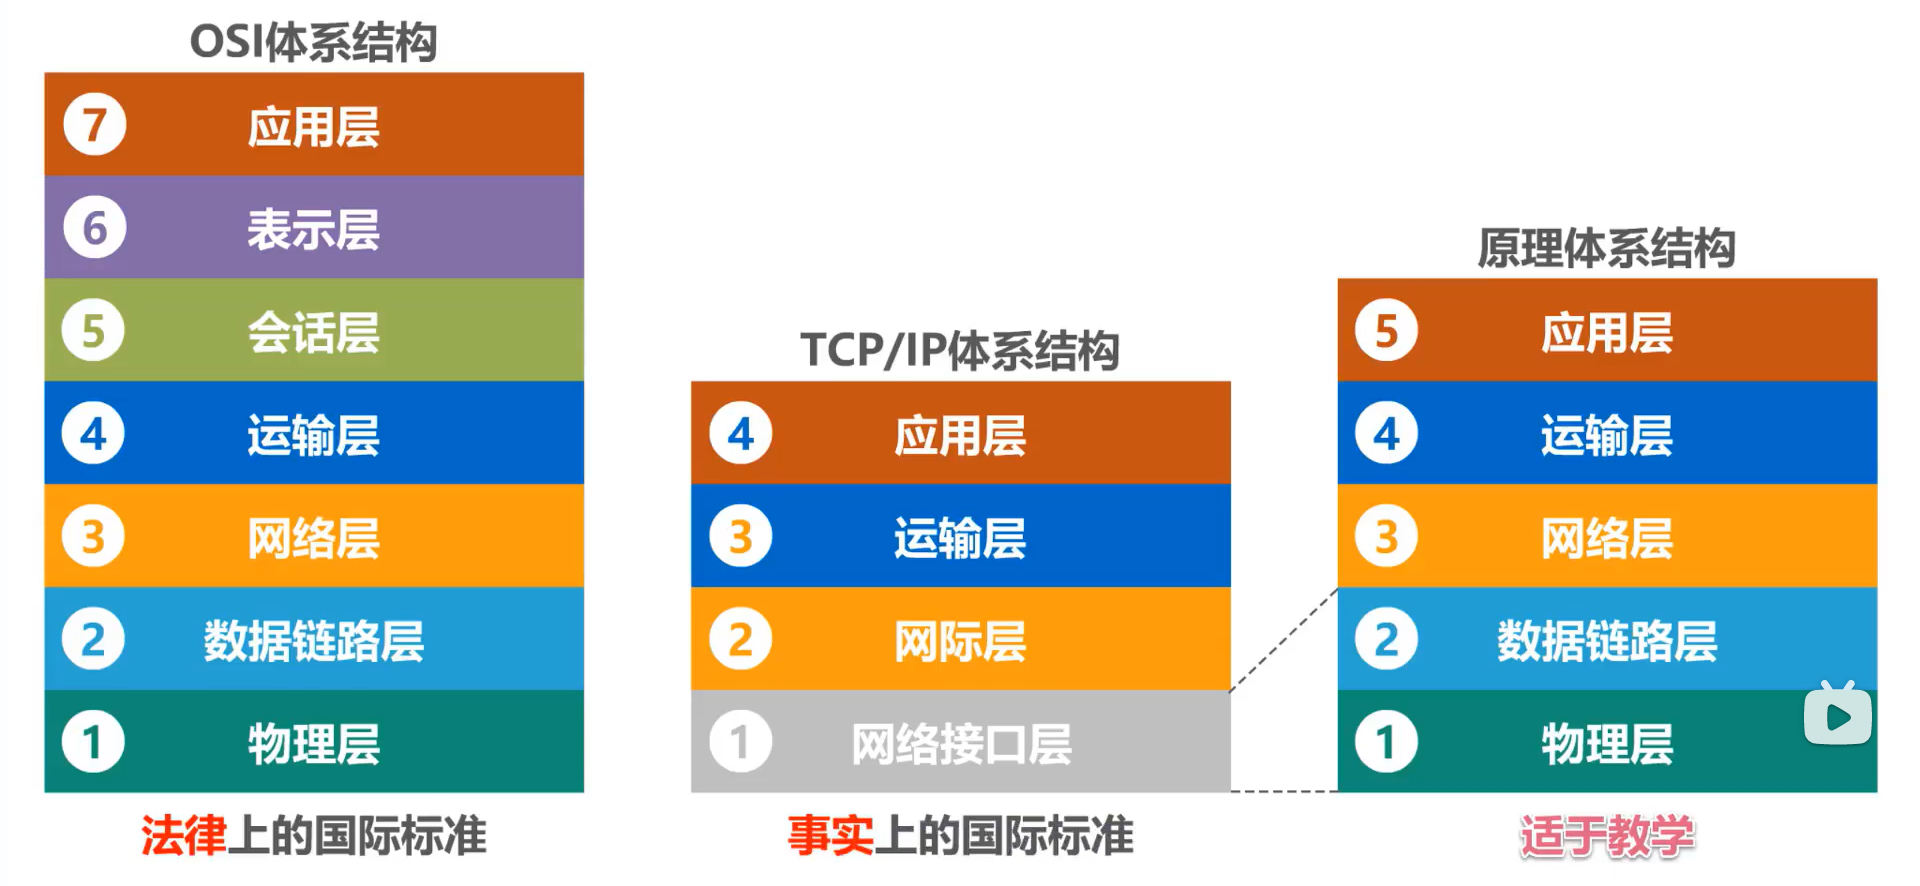 OSI体系结构
7 应用层
6 表示层
5 会话层
4 运输层
3 网络层
2 数据链路层
1 物理层
法律上的国际标准
TCP/IP体系结构
4 应用层
3 运输层
2 网际层
1 网络接口层
事实上的国际标准
原理体系结构
5 应用层
4 运输层
3 网络层
2 数据链路层
1 物理层
适于教学